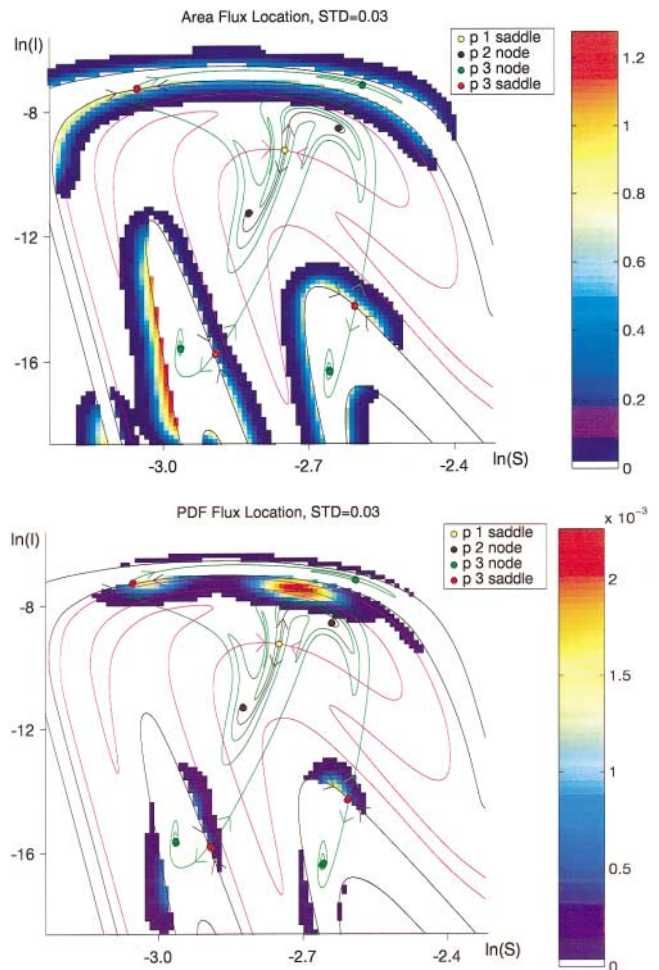 Area Flux Location, STD=0.03
ln(I)
p 1 saddle
p 2 node
p 3 node
p 3 saddle
-8
-12
-16
-3.0
-2.7
-2.4
ln(S)
1.2
1
0.8
0.6
0.4
0.2
0
PDF Flux Location, STD=0.03
ln(I)
p 1 saddle
p 2 node
p 3 node
p 3 saddle
x 10⁻³
-8
-12
-16
-3.0
-2.7
-2.4
ln(S)
2
1.5
1
0.5
0